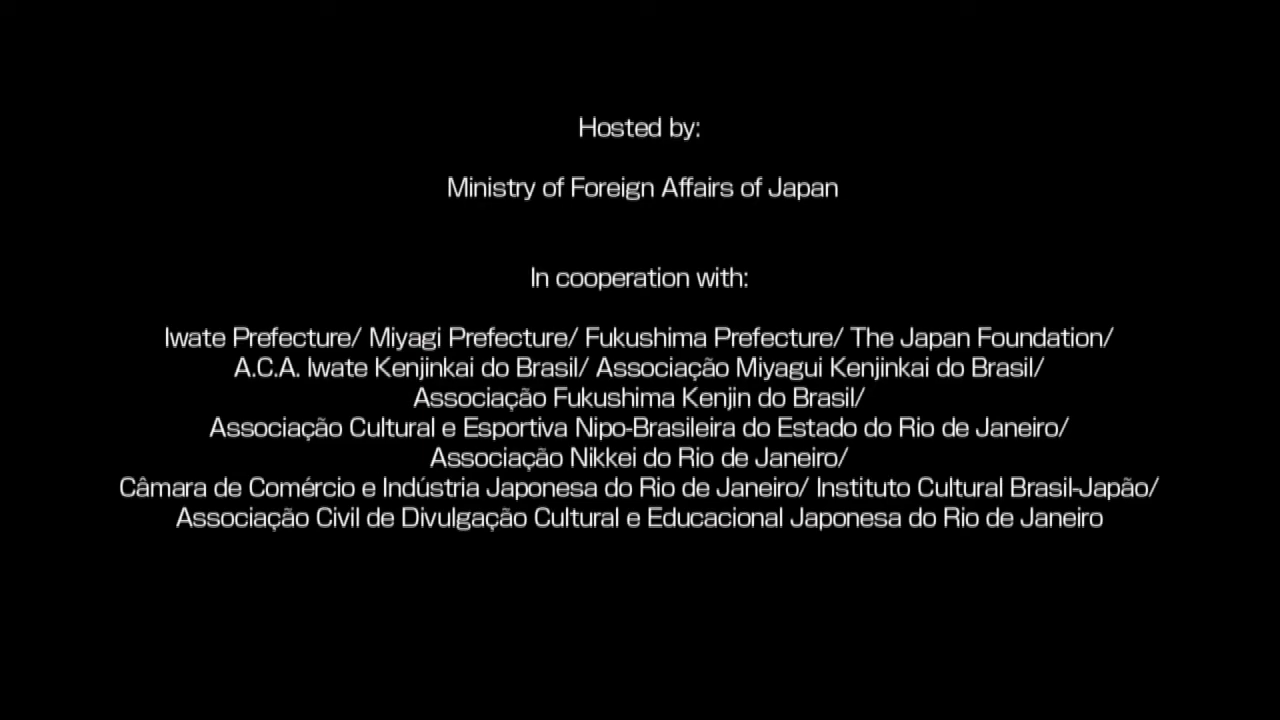 Hosted by:
Ministry of Foreign Affairs of Japan
In cooperation with:
Iwate Prefecture/ Miyagi Prefecture/ Fukushima Prefecture/ The Japan Foundation/
A.C.A. Iwate Kenjinkai do Brasil/ Associação Miyagui Kenjinkai do Brasil/
Associação Fukushima Kenjin do Brasil/
Associação Cultural e Esportiva Nipo-Brasileira do Estado do Rio de Janeiro/
Associação Nikkei do Rio de Janeiro/
Câmara de Comércio e Indústria Japonesa do Rio de Janeiro/ Instituto Cultural Brasil-Japão/
Associação Civil de Divulgação Cultural e Educacional Japonesa do Rio de Janeiro